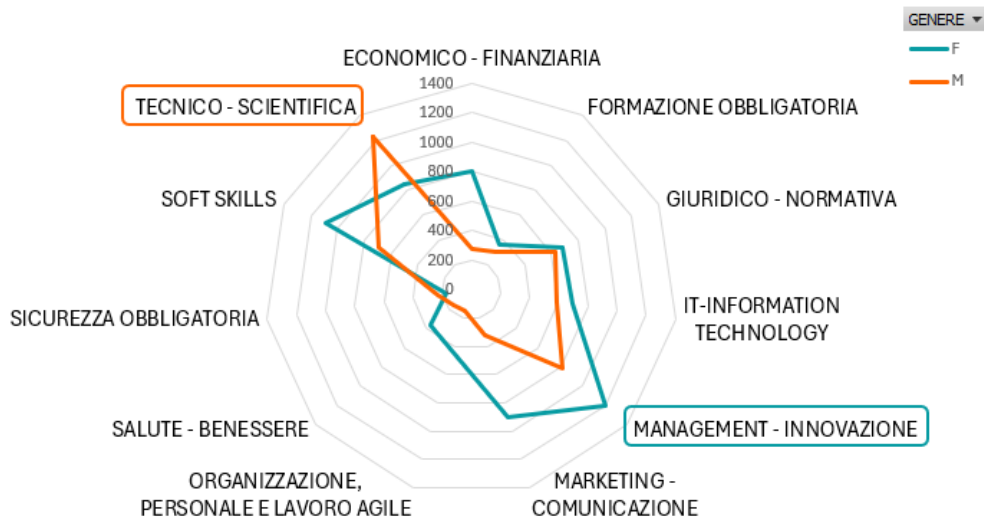 GENERE
F
M
ECONOMICO - FINANZIARIA
1400
1200
1000
800
600
400
200
0
TECNICO - SCIENTIFICA
FORMAZIONE OBBLIGATORIA
SOFT SKILLS
GIURIDICO - NORMATIVA
SICUREZZA OBBLIGATORIA
IT-INFORMATION
TECHNOLOGY
SALUTE - BENESSERE
MANAGEMENT - INNOVAZIONE
ORGANIZZAZIONE,
PERSONALE E LAVORO AGILE
MARKETING -
COMUNICAZIONE